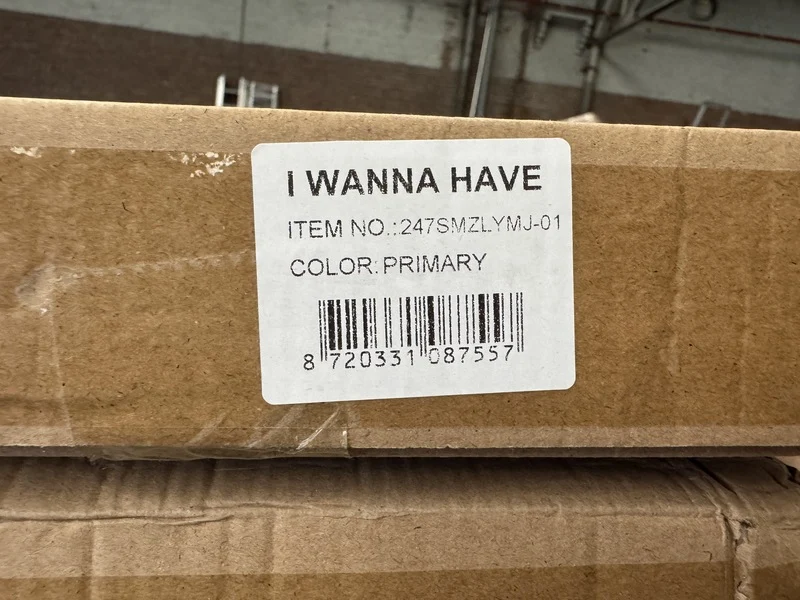 I WANNA HAVE
ITEM NO.:247SMZLYMJ-01
COLOR:PRIMARY
8 720331 087557